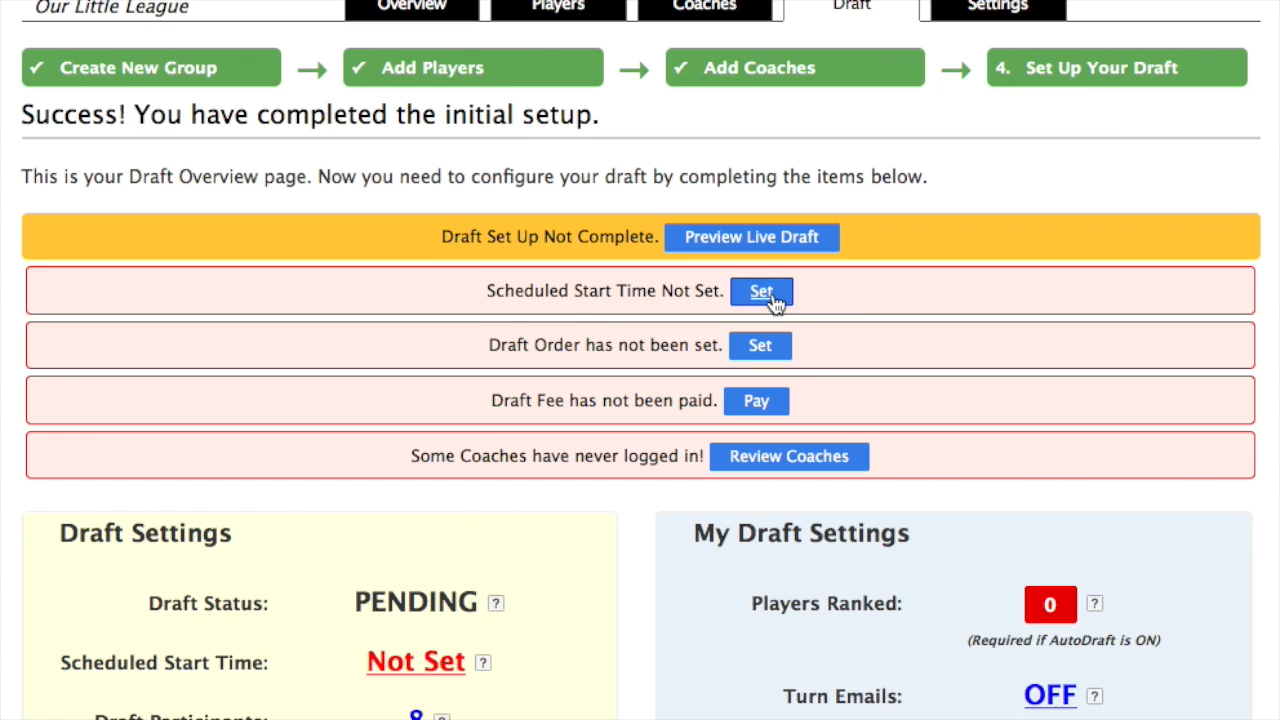 Our Little League Overview Players Coaches Draft Settings
✓ Create New Group → ✓ Add Players → ✓ Add Coaches → 4. Set Up Your Draft
Success! You have completed the initial setup.
This is your Draft Overview page. Now you need to configure your draft by completing the items below.
Draft Set Up Not Complete. Preview Live Draft
Scheduled Start Time Not Set. Set
Draft Order has not been set. Set
Draft Fee has not been paid. Pay
Some Coaches have never logged in! Review Coaches
Draft Settings
Draft Status: PENDING ?
Scheduled Start Time: Not Set ?
Draft Participants: 8 ?
My Draft Settings
Players Ranked: 0 ?
(Required if AutoDraft is ON)
Turn Emails: OFF ?